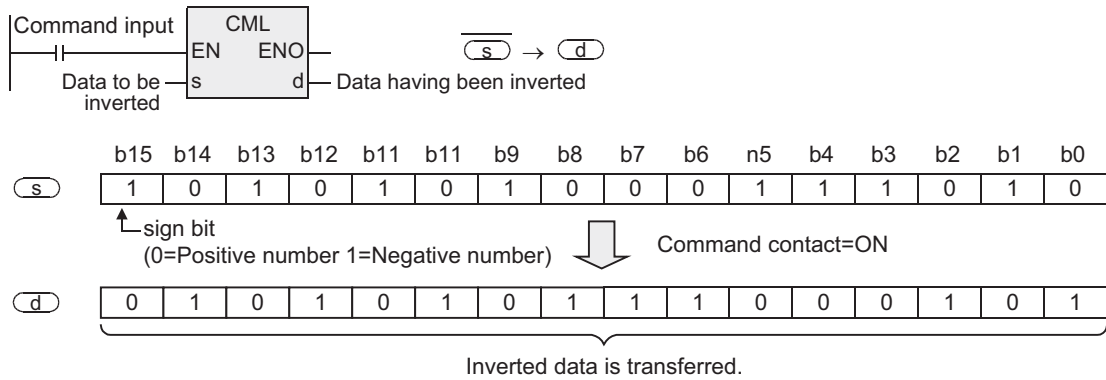 Command input
CML
EN ENO
s → d
Data to be inverted
s d
Data having been inverted
b15 b14 b13 b12 b11 b11 b9 b8 b7 b6 n5 b4 b3 b2 b1 b0
s 1 0 1 0 1 0 1 0 0 0 1 1 1 0 1 0
sign bit
(0=Positive number 1=Negative number)
Command contact=ON
d 0 1 0 1 0 1 0 1 1 1 0 0 0 1 0 1
Inverted data is transferred.